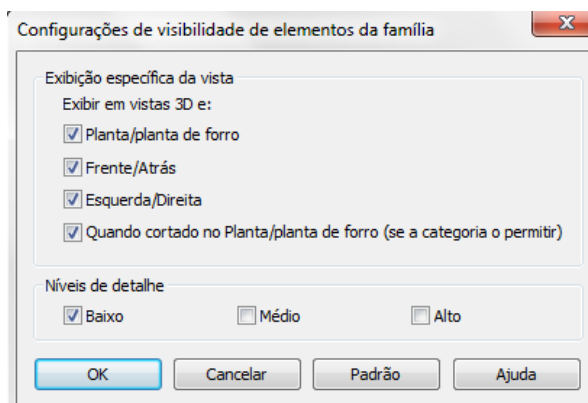 Configurações de visibilidade de elementos da família
Exibição específica da vista
Exibir em vistas 3D e:
Planta/planta de forro
Frente/Atrás
Esquerda/Direita
Quando cortado no Planta/planta de forro (se a categoria o permitir)
Níveis de detalhe
Baixo Médio Alto
OK Cancelar Padrão Ajuda